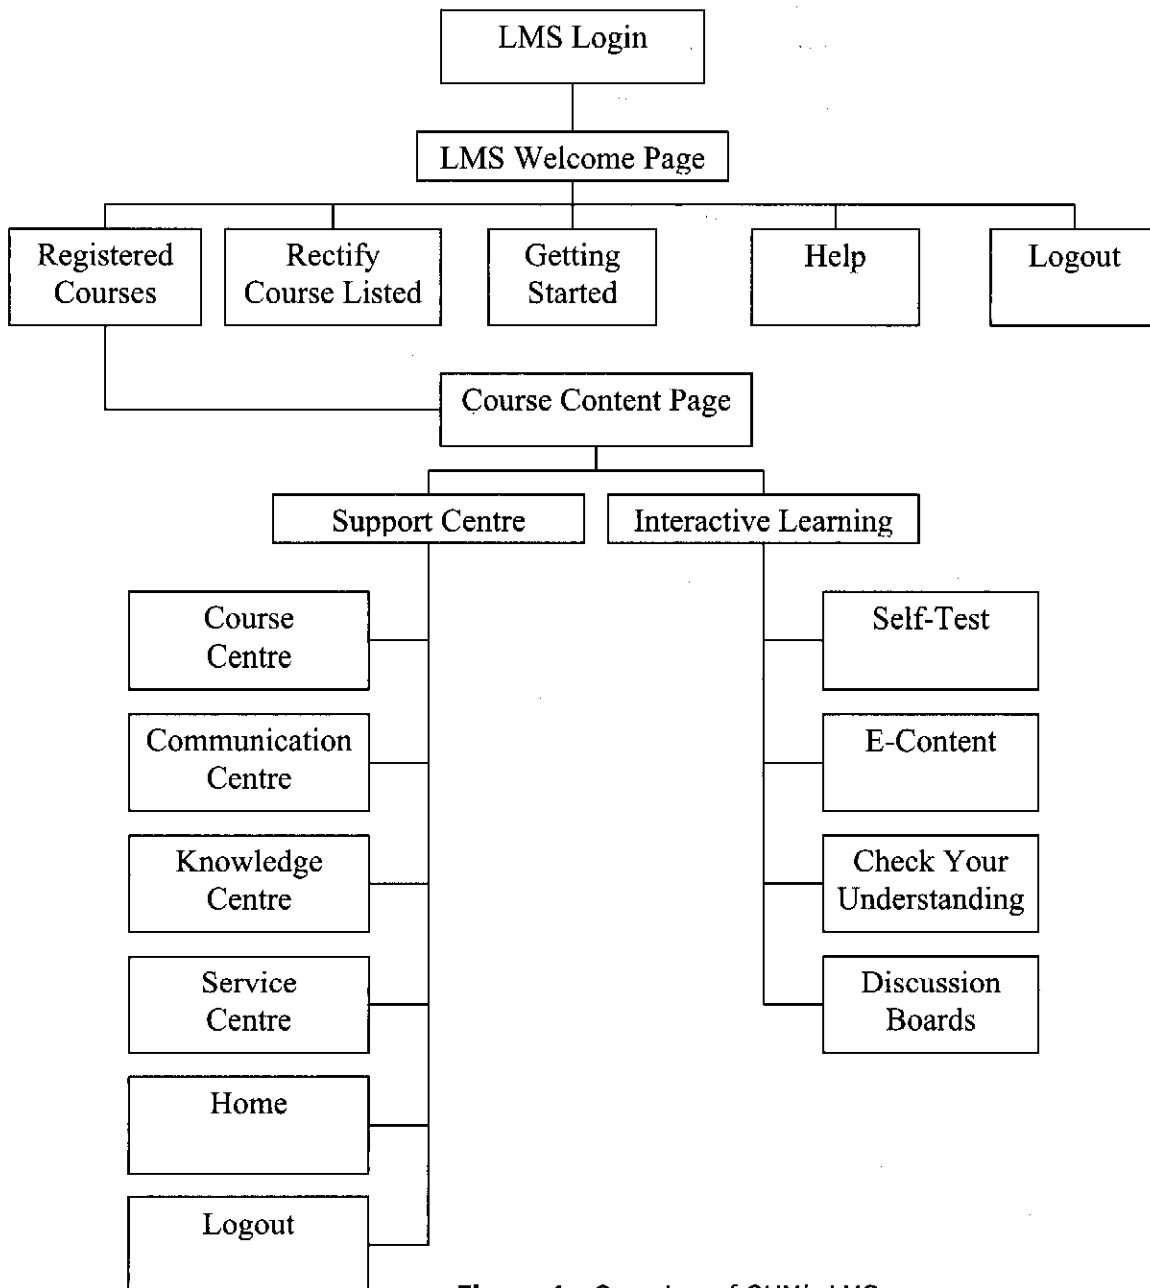 LMS Login
LMS Welcome Page
Registered
Courses
Rectify
Course Listed
Getting
Started
Help
Logout
Course Content Page
Support Centre
Interactive Learning
Course
Centre
Communication
Centre
Knowledge
Centre
Service
Centre
Home
Logout
Self-Test
E-Content
Check Your
Understanding
Discussion
Boards